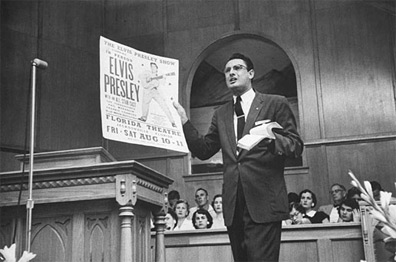 THE ELVIS PRESLEY SHOW
IN PERSON
ELVIS
PRESLEY
FLORIDA THEATRE
FRI-SAT AUG 10-11